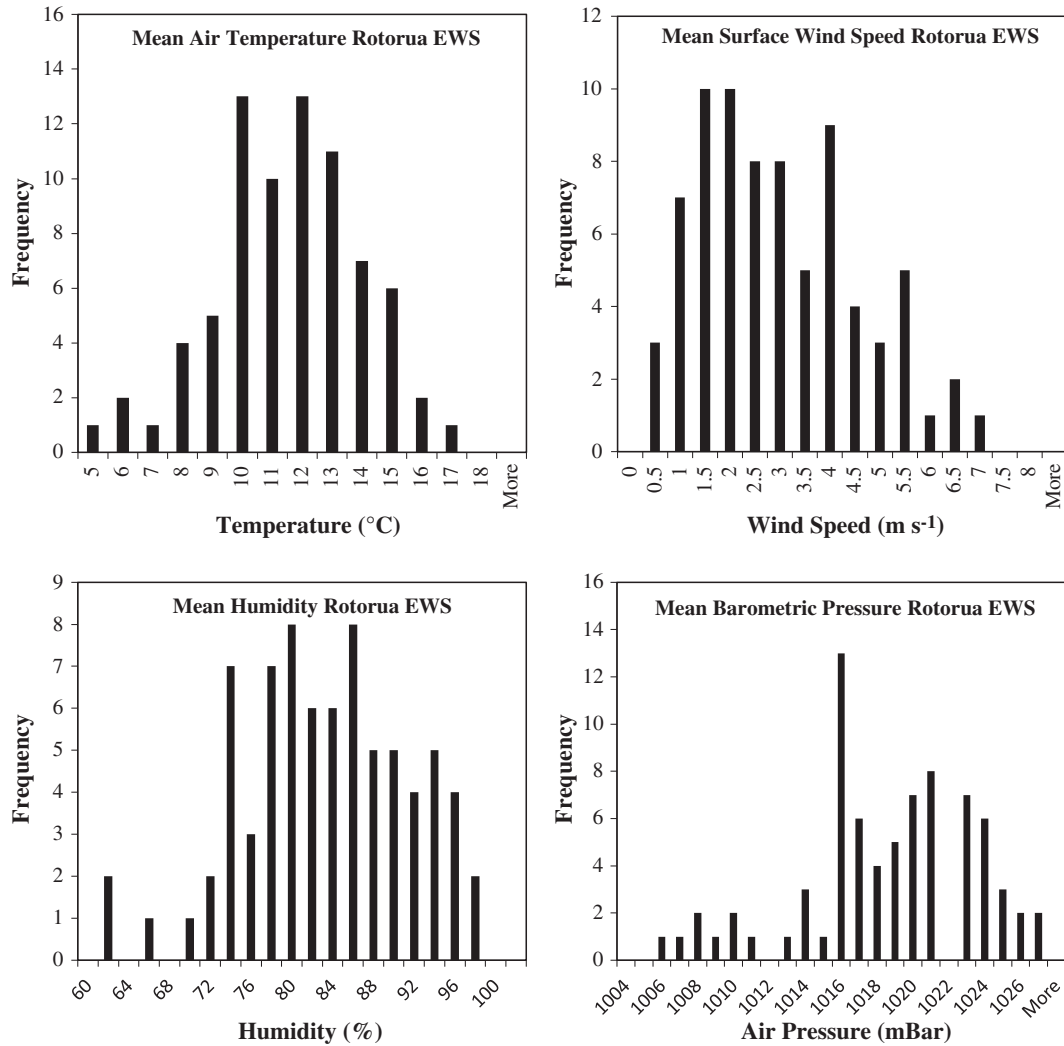 16
14
12
10
8
6
4
2
0
Frequency
Mean Air Temperature Rotorua EWS
5 6 7 8 9 10 11 12 13 14 15 16 17 18 More
Temperature (°C)
12
10
8
6
4
2
0
Frequency
Mean Surface Wind Speed Rotorua EWS
0 0.5 1 1.5 2 2.5 3 3.5 4 4.5 5 5.5 6 6.5 7 7.5 8 More
Wind Speed (m s-1)
9
8
7
6
5
4
3
2
1
0
Frequency
Mean Humidity Rotorua EWS
60 64 68 72 76 80 84 88 92 96 100
Humidity (%)
16
14
12
10
8
6
4
2
0
Frequency
Mean Barometric Pressure Rotorua EWS
1004 1006 1008 1010 1012 1014 1016 1018 1020 1022 1024 1026 More
Air Pressure (mBar)